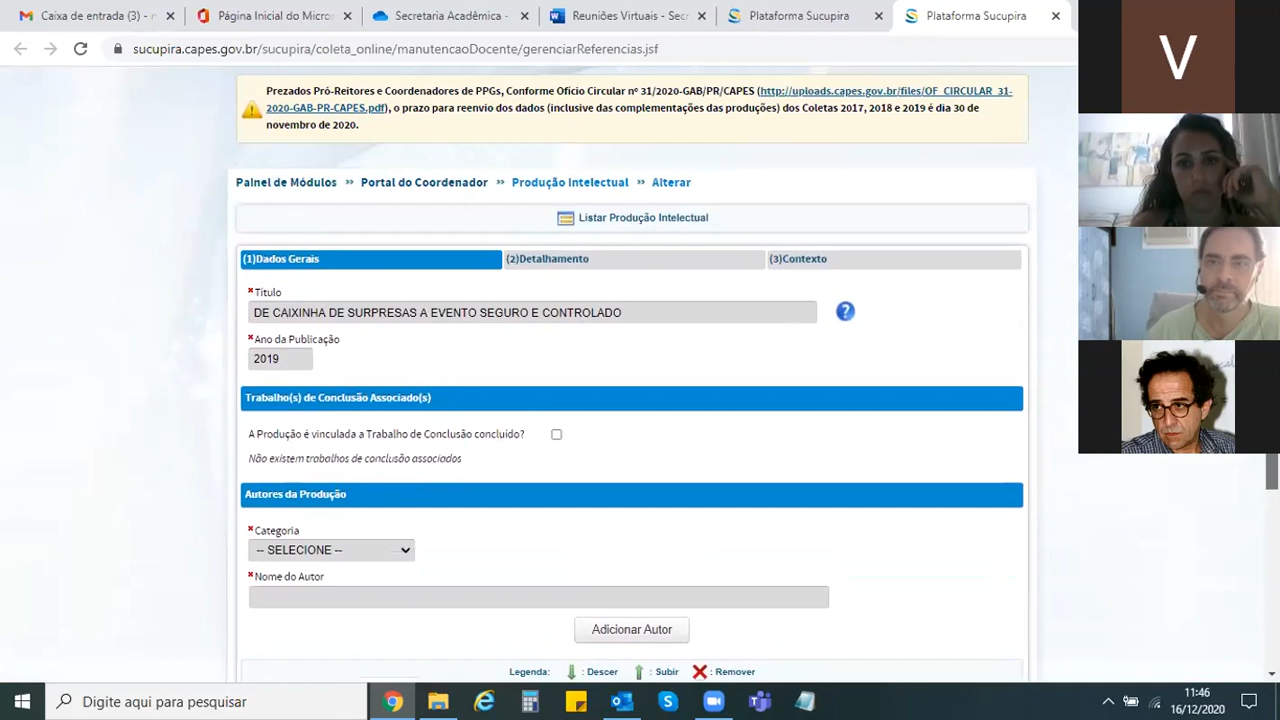 Caixa de entrada (3) -
Página Inicial do Micros
Secretaria Acadêmica -
Reuniões Virtuais - Secr
Plataforma Sucupira
Plataforma Sucupira
sucupira.capes.gov.br/sucupira/coleta_online/manutencaoDocente/gerenciarReferencias.jsf
Prezados Pró-Reitores e Coordenadores de PPGs, Conforme Ofício Circular nº 31/2020-GAB/PR/CAPES (http://uploads.capes.gov.br/files/OF_CIRCULAR_31-
2020-GAB-PR-CAPES.pdf), o prazo para reenvio dos dados (inclusive das complementações das produções) dos Coletas 2017, 2018 e 2019 é dia 30 de
novembro de 2020.
Painel de Módulos » Portal do Coordenador » Produção Intelectual » Alterar
Listar Produção Intelectual
(1)Dados Gerais (2)Detalhamento (3)Contexto
*Título
DE CAIXINHA DE SURPRESAS A EVENTO SEGURO E CONTROLADO
*Ano da Publicação
2019
Trabalho(s) de Conclusão Associado(s)
A Produção é vinculada a Trabalho de Conclusão concluído?
Não existem trabalhos de conclusão associados
Autores da Produção
*Categoria
-- SELECIONE --
*Nome do Autor
Adicionar Autor
Legenda: : Descer : Subir : Remover
V
Digite aqui para pesquisar
11:46
16/12/2020